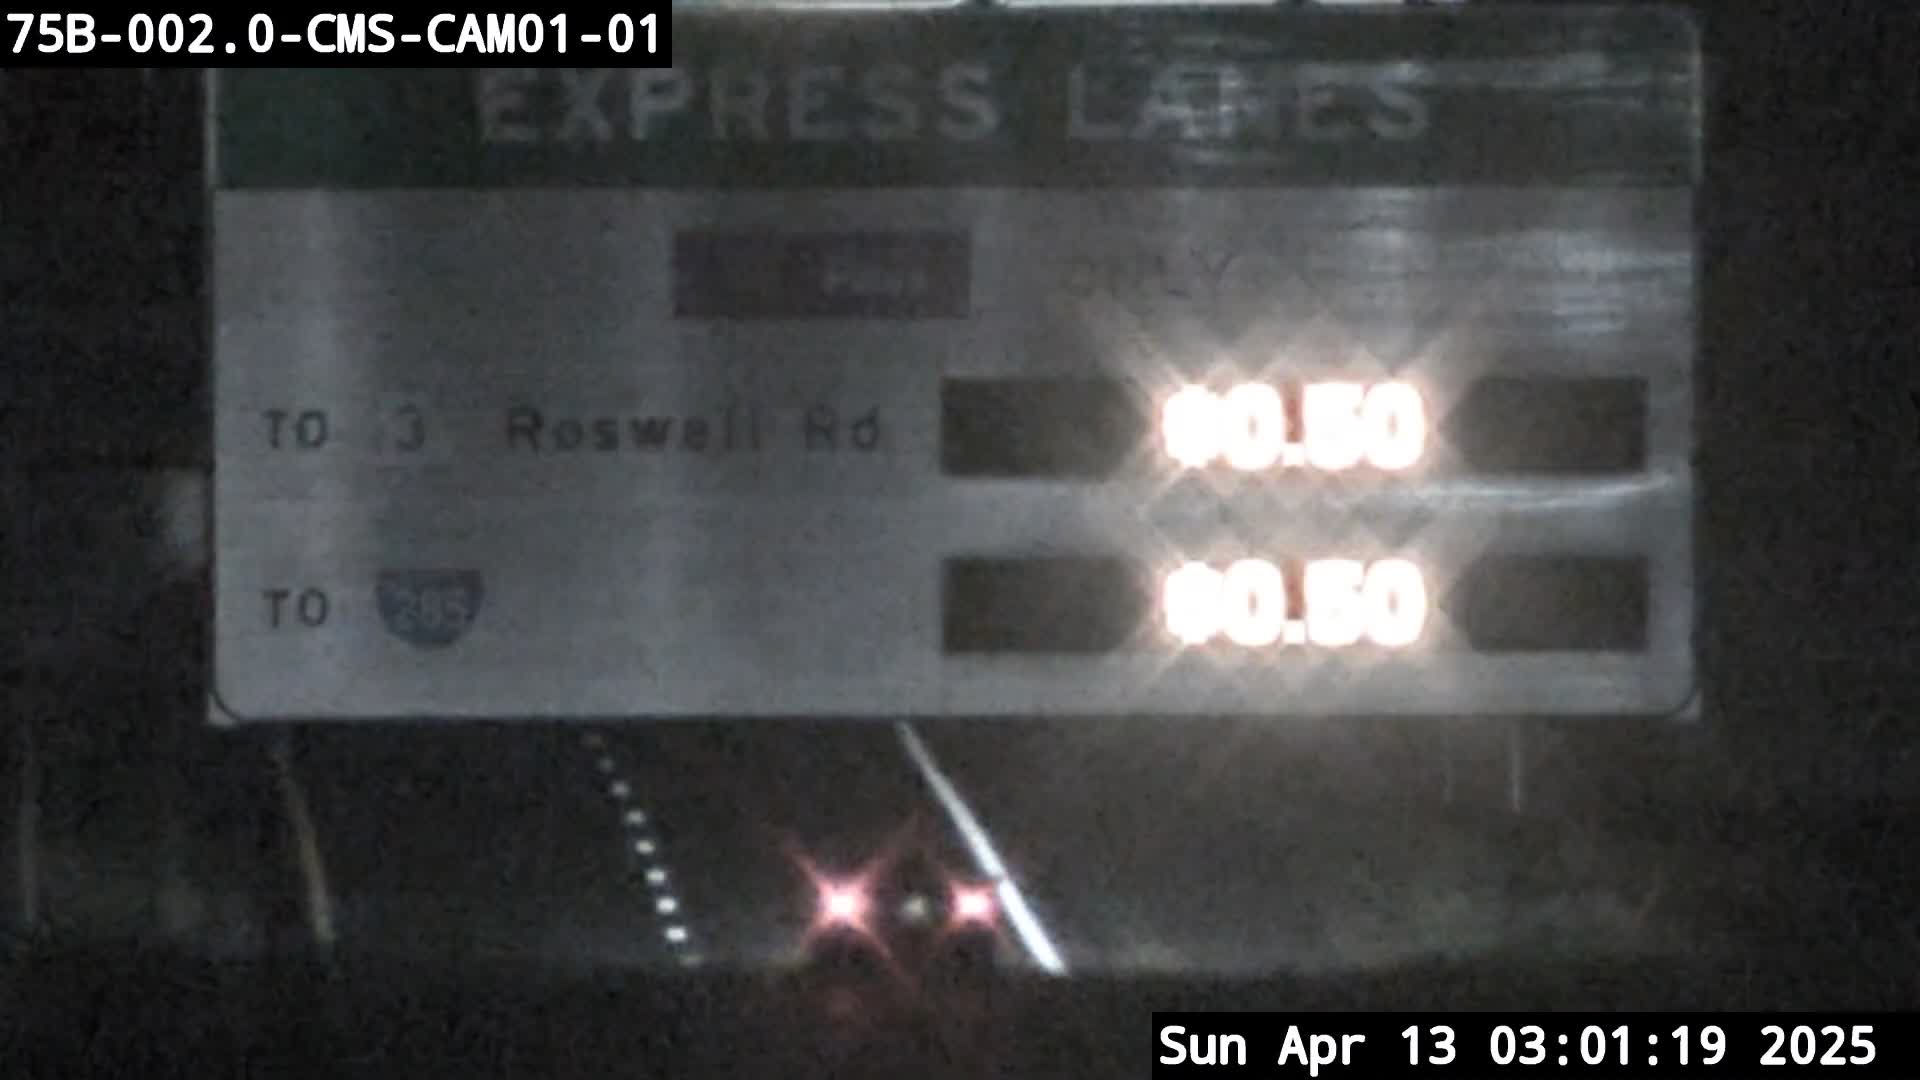 75B-002.0-CMS-CAM01-01
EXPRESS LANES
ONLY
TO 3 Roswell Rd $0.50
TO 285 $0.50
Sun Apr 13 03:01:19 2025